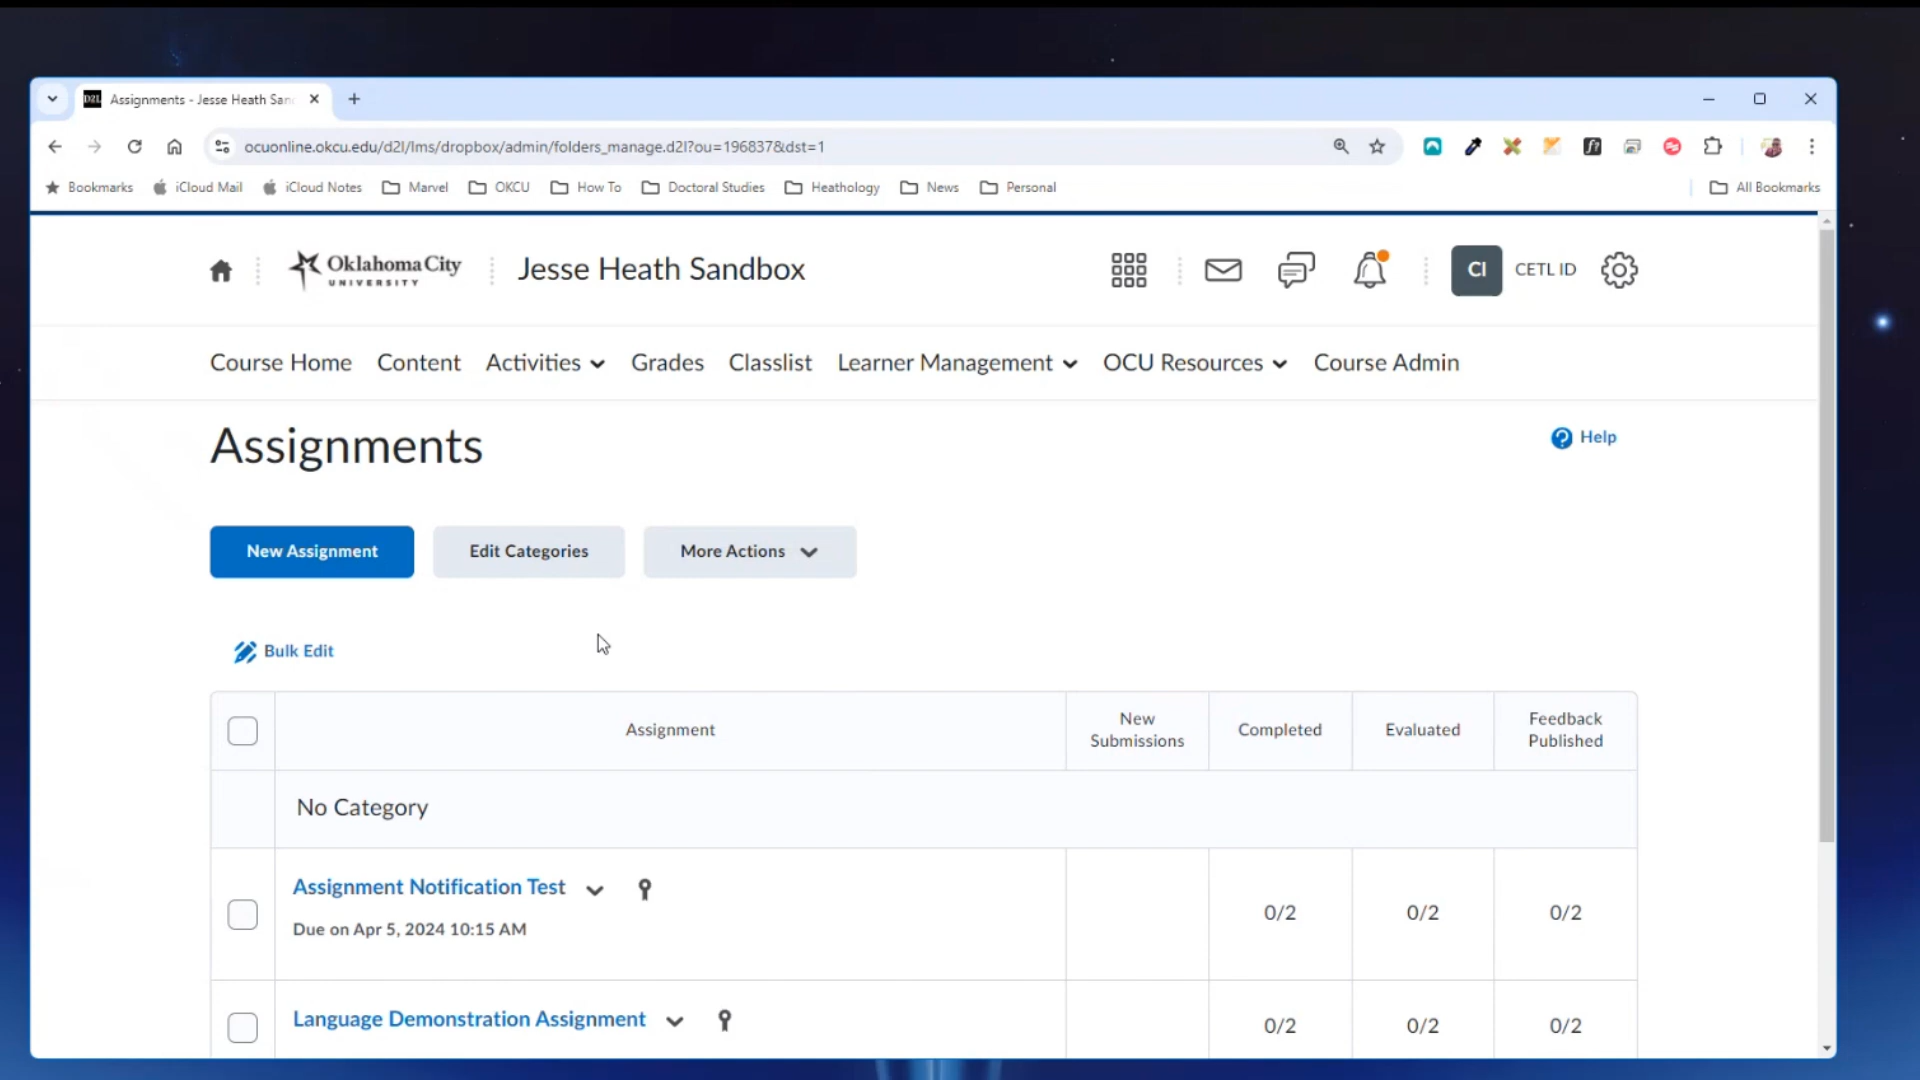 D2L Assignments - Jesse Heath San
ocuonline.okcu.edu/d2l/lms/dropbox/admin/folders_manage.d2l?ou=196837&dst=1
Bookmarks iCloud Mail iCloud Notes Marvel OKCU How To Doctoral Studies Heathology News Personal All Bookmarks
Oklahoma City
UNIVERSITY
Jesse Heath Sandbox
CI CETL ID
Course Home Content Activities Grades Classlist Learner Management OCU Resources Course Admin
Assignments
Help
New Assignment Edit Categories More Actions
Bulk Edit
Assignment
New
Submissions
Completed
Evaluated
Feedback
Published
No Category
Assignment Notification Test
Due on Apr 5, 2024 10:15 AM
0/2 0/2 0/2
Language Demonstration Assignment
0/2 0/2 0/2